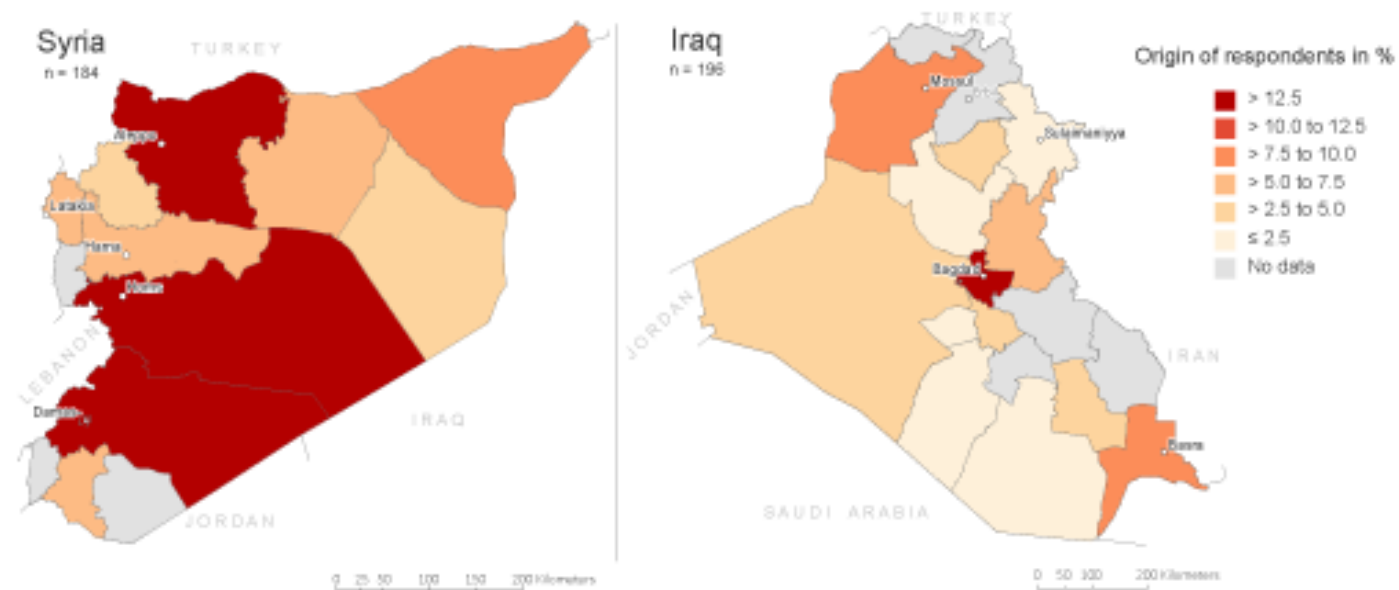 Syria
n = 184
TURKEY
Aleppo
Latakia
Hama
Homs
LEBANON
IRAQ
JORDAN
0 25 50 100 150 200 Kilometers
Iraq
n = 196
TURKEY
Mossul
Sulaimaniyya
Bagdad
JORDAN
IRAN
Basra
SAUDI ARABIA
0 50 100 200 Kilometers
Origin of respondents in %
> 12.5
> 10.0 to 12.5
> 7.5 to 10.0
> 5.0 to 7.5
> 2.5 to 5.0
≤ 2.5
No data